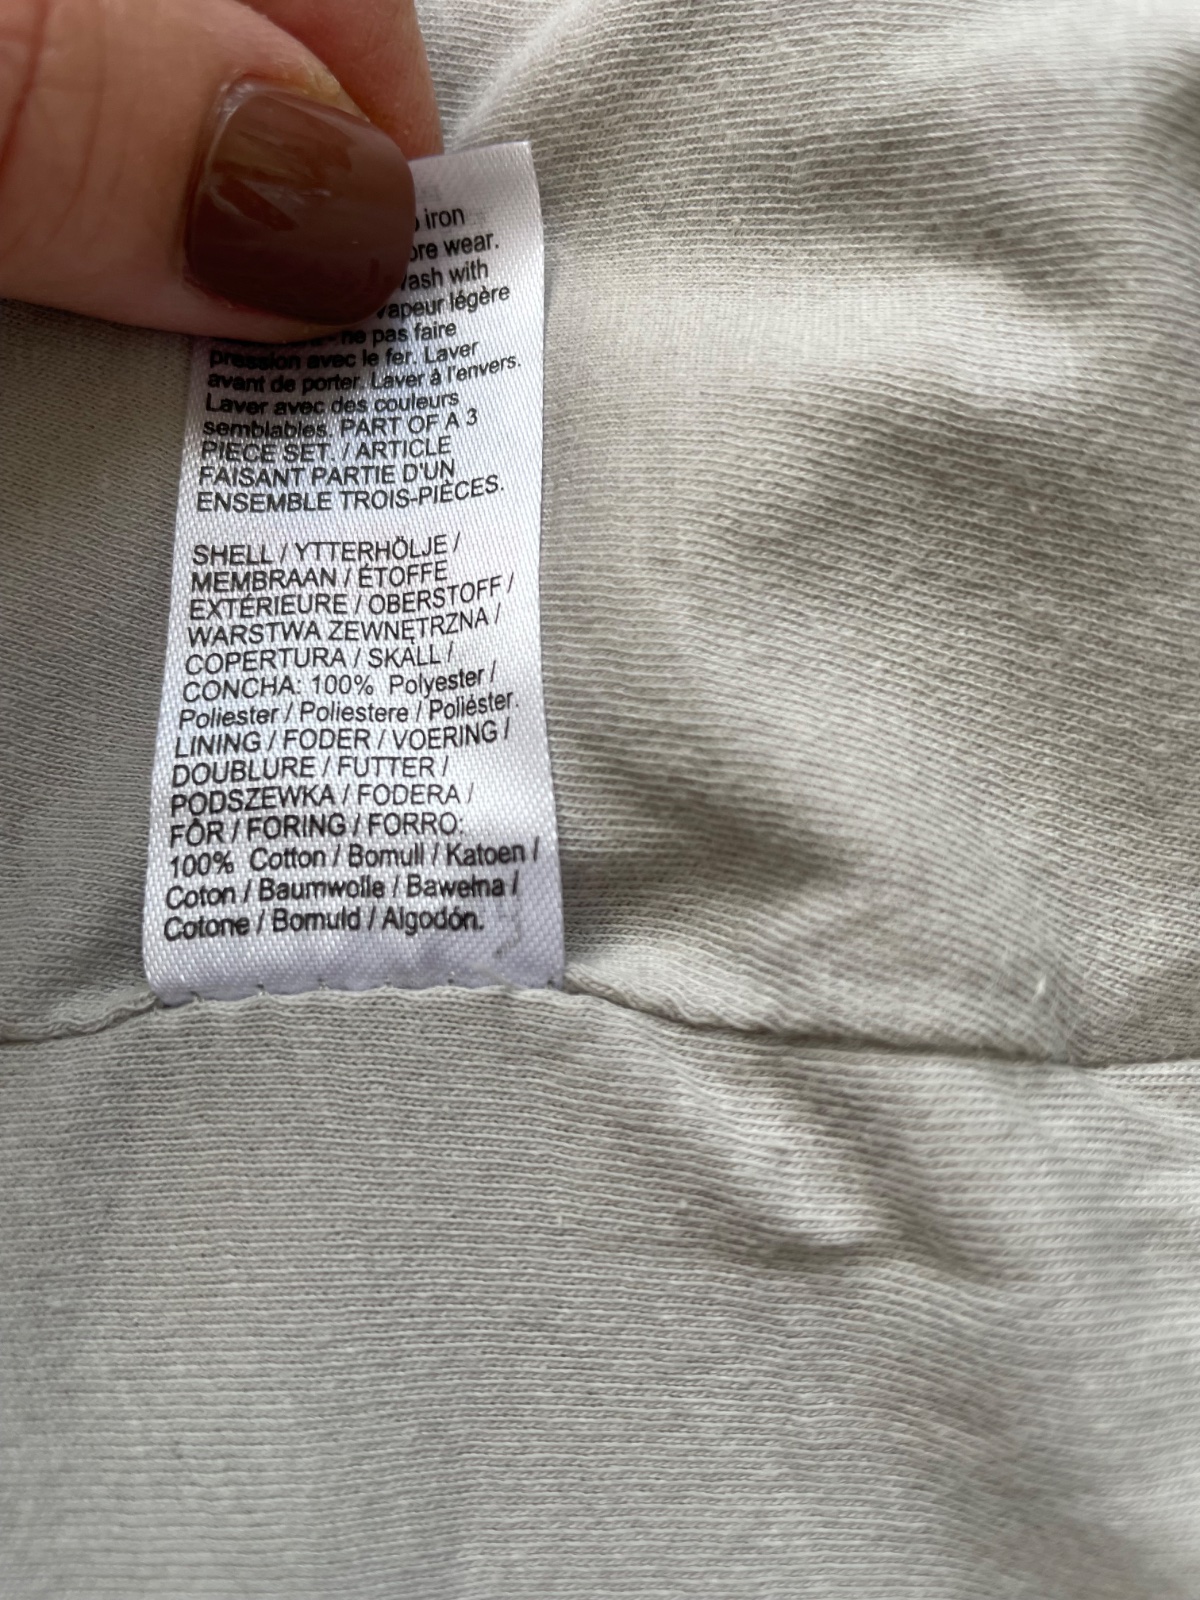 iron
wear.
with
vapeur légère
ne pas faire
pression avec le fer. Laver
avant de porter. Laver à l'envers.
Laver avec des couleurs
semblables. PART OF A 3
PIECE SET. / ARTICLE
FAISANT PARTIE D'UN
ENSEMBLE TROIS-PIÈCES.
SHELL / YTTERHÖLJE /
MEMBRAAN / ÉTOFFE
EXTÉRIEURE / OBERSTOFF /
WARSTWA ZEWNĘTRZNA /
COPERTURA / SKALL /
CONCHA: 100% Polyester /
Poliester / Poliestere / Poliéster.
LINING / FODER / VOERING /
DOUBLURE / FUTTER /
PODSZEWKA / FODERA /
FÔR / FORING / FORRO:
100% Cotton / Bomull / Katoen /
Coton / Baumwolle / Bawełna /
Cotone / Bomuld / Algodón.